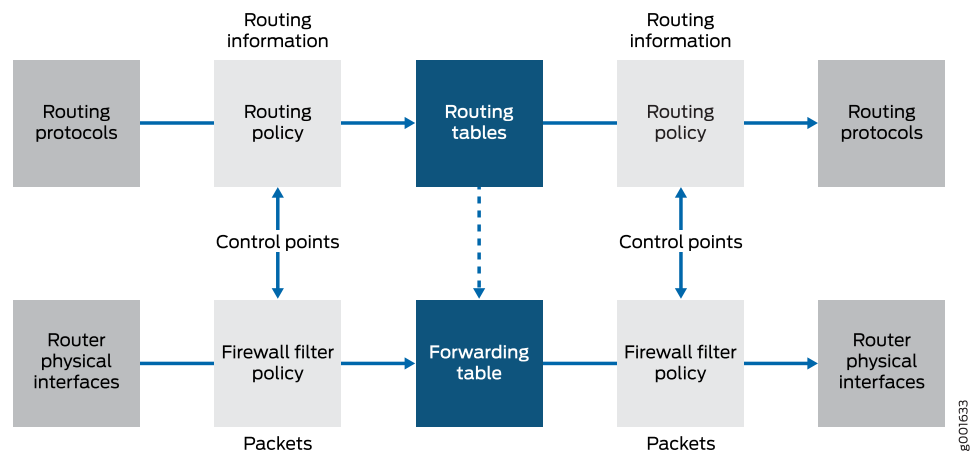 Routing
information
Routing
information
Routing
protocols
Routing
policy
Routing
tables
Routing
policy
Routing
protocols
Control points
Control points
Router
physical
interfaces
Firewall filter
policy
Forwarding
table
Firewall filter
policy
Router
physical
interfaces
Packets
Packets
g001633